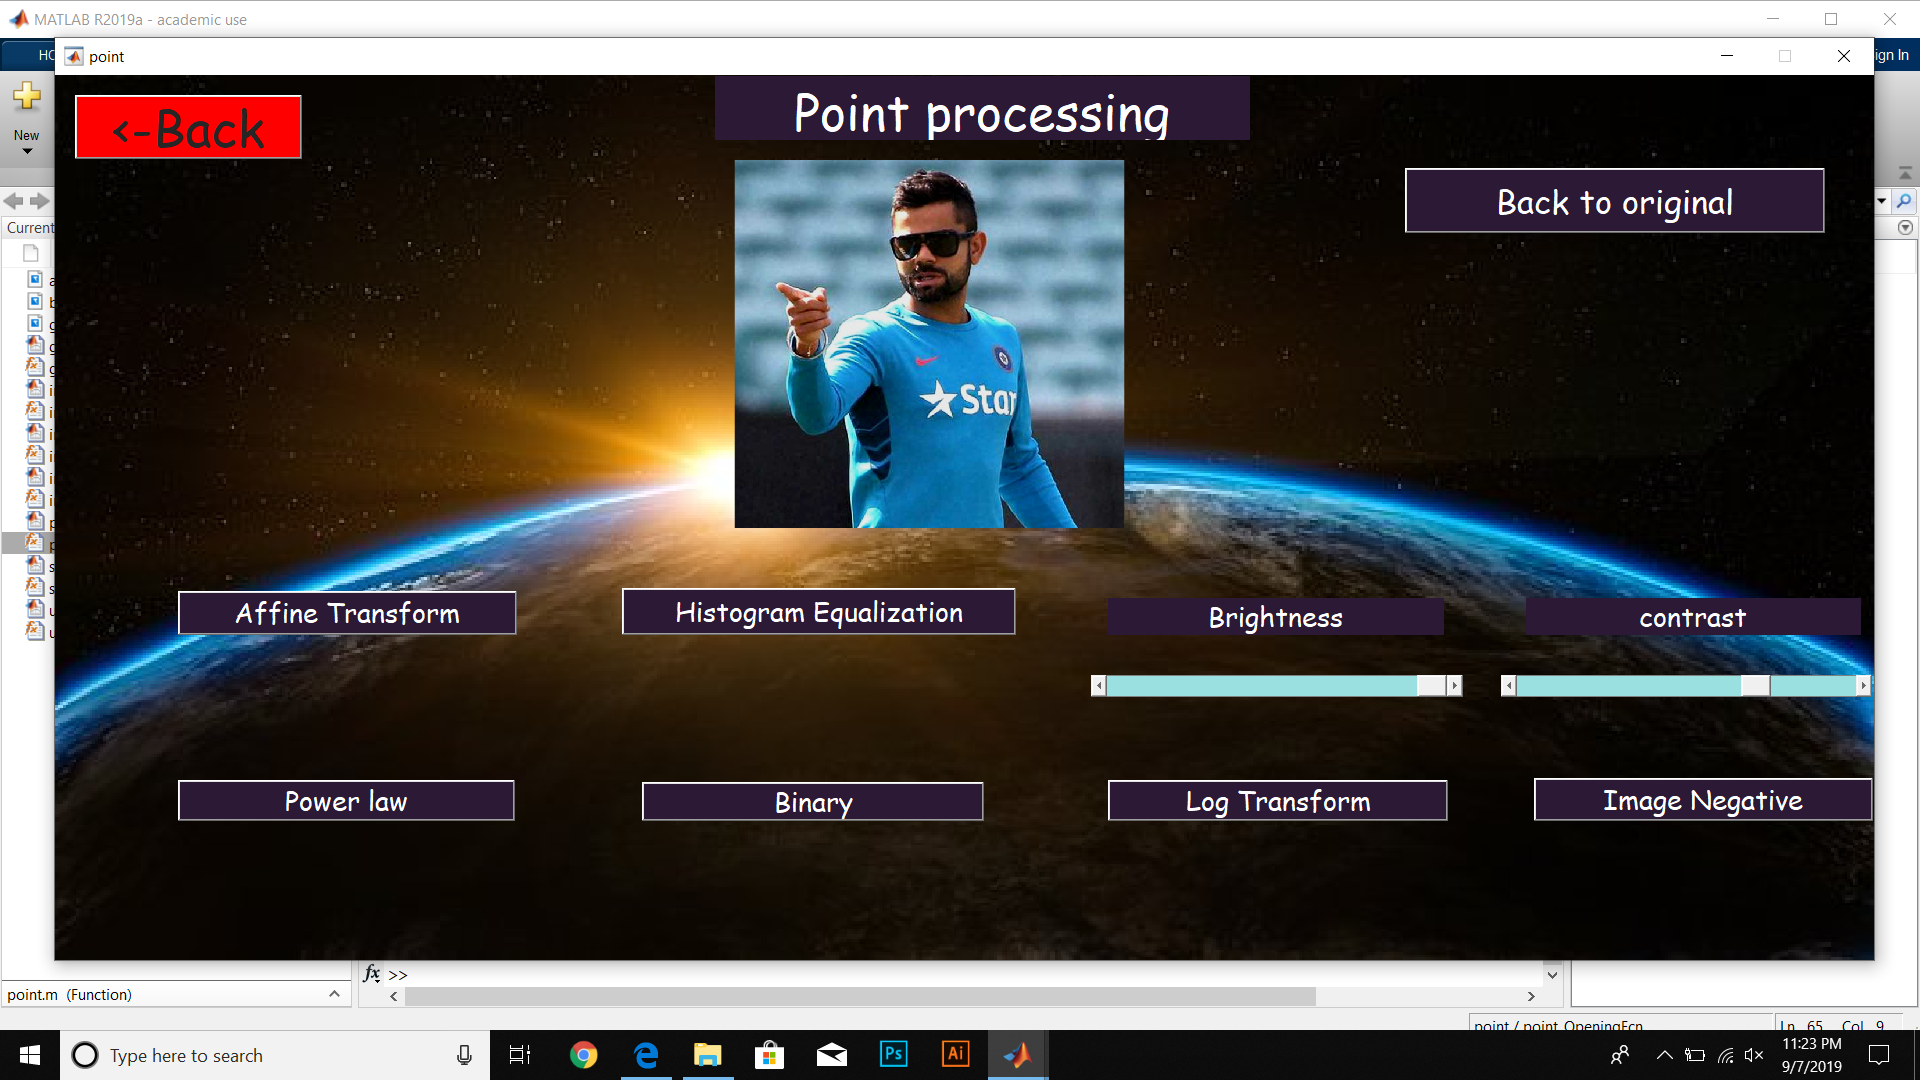 MATLAB R2019a - academic use
point
ign In
New
<-Back
Point processing
Back to original
Current
Star
Affine Transform
Histogram Equalization
Brightness
contrast
Power law
Binary
Log Transform
Image Negative
fx >>
point.m (Function)
point / point_OpeningFcn
Ln 65 Col 9
Type here to search
Ps
Ai
11:23 PM
9/7/2019